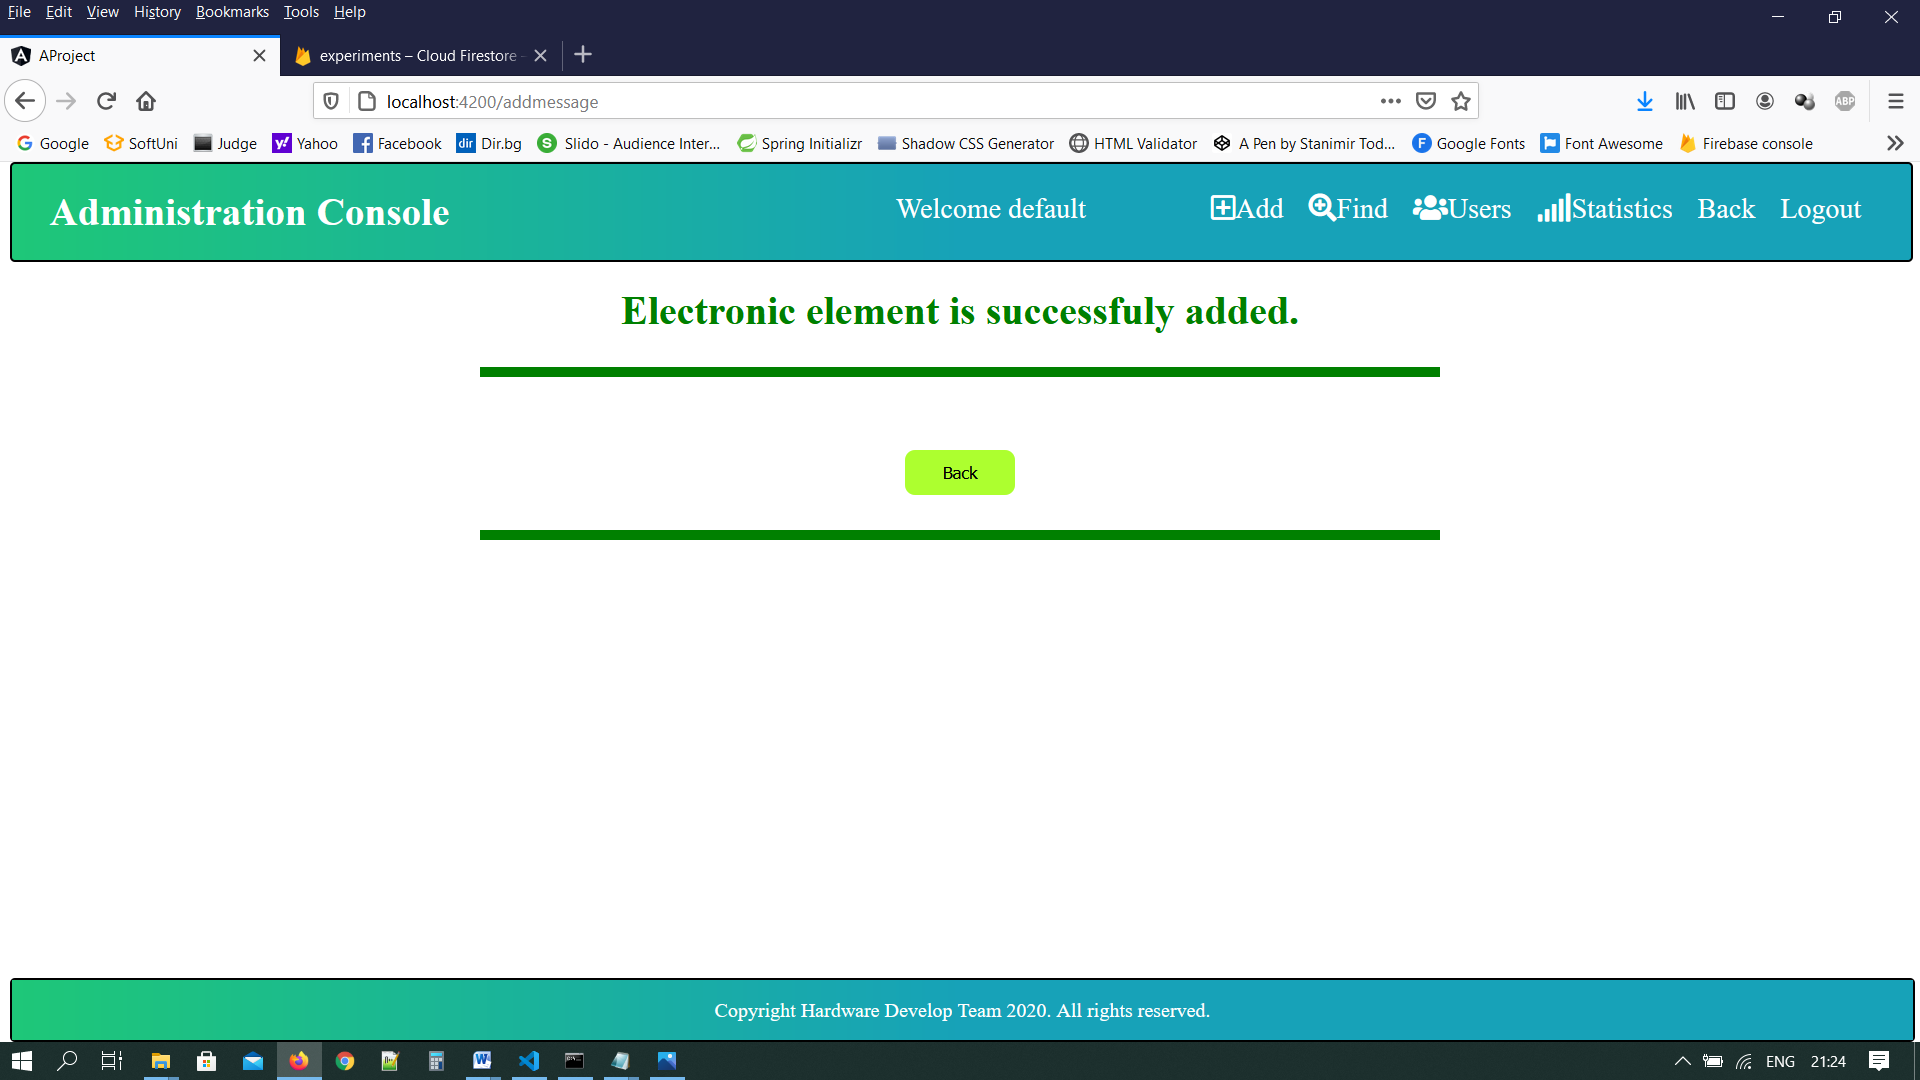 File Edit View History Bookmarks Tools Help
AProject
experiments – Cloud Firestore -
localhost:4200/addmessage
ABP
Google SoftUni Judge Yahoo Facebook dir Dir.bg S Slido - Audience Inter... Spring Initializr Shadow CSS Generator HTML Validator A Pen by Stanimir Tod... F Google Fonts Font Awesome Firebase console
Administration Console
Welcome default
Add Find Users Statistics Back Logout
Electronic element is successfuly added.
Back
Copyright Hardware Develop Team 2020. All rights reserved.
ENG 21:24